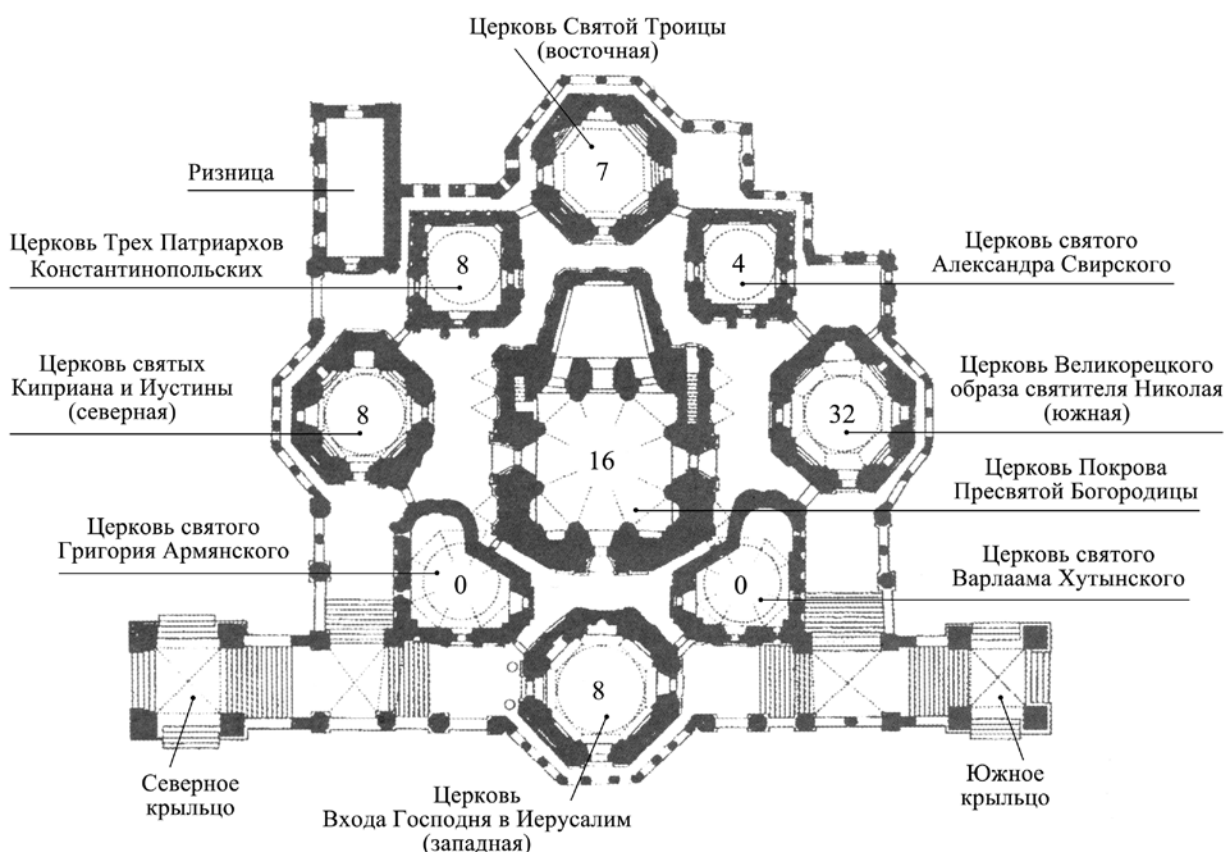 Церковь Святой Троицы
(восточная)
7
Ризница
Церковь Трех Патриархов
Константинопольских
8
4
Церковь святого
Александра Свирского
Церковь святых
Киприана и Иустины
(северная)
8
32
Церковь Великорецкого
образа святителя Николая
(южная)
16
Церковь Покрова
Пресвятой Богородицы
Церковь святого
Григория Армянского
0
0
Церковь святого
Варлаама Хутынского
8
Северное
крыльцо
Церковь
Входа Господня в Иерусалим
(западная)
Южное
крыльцо